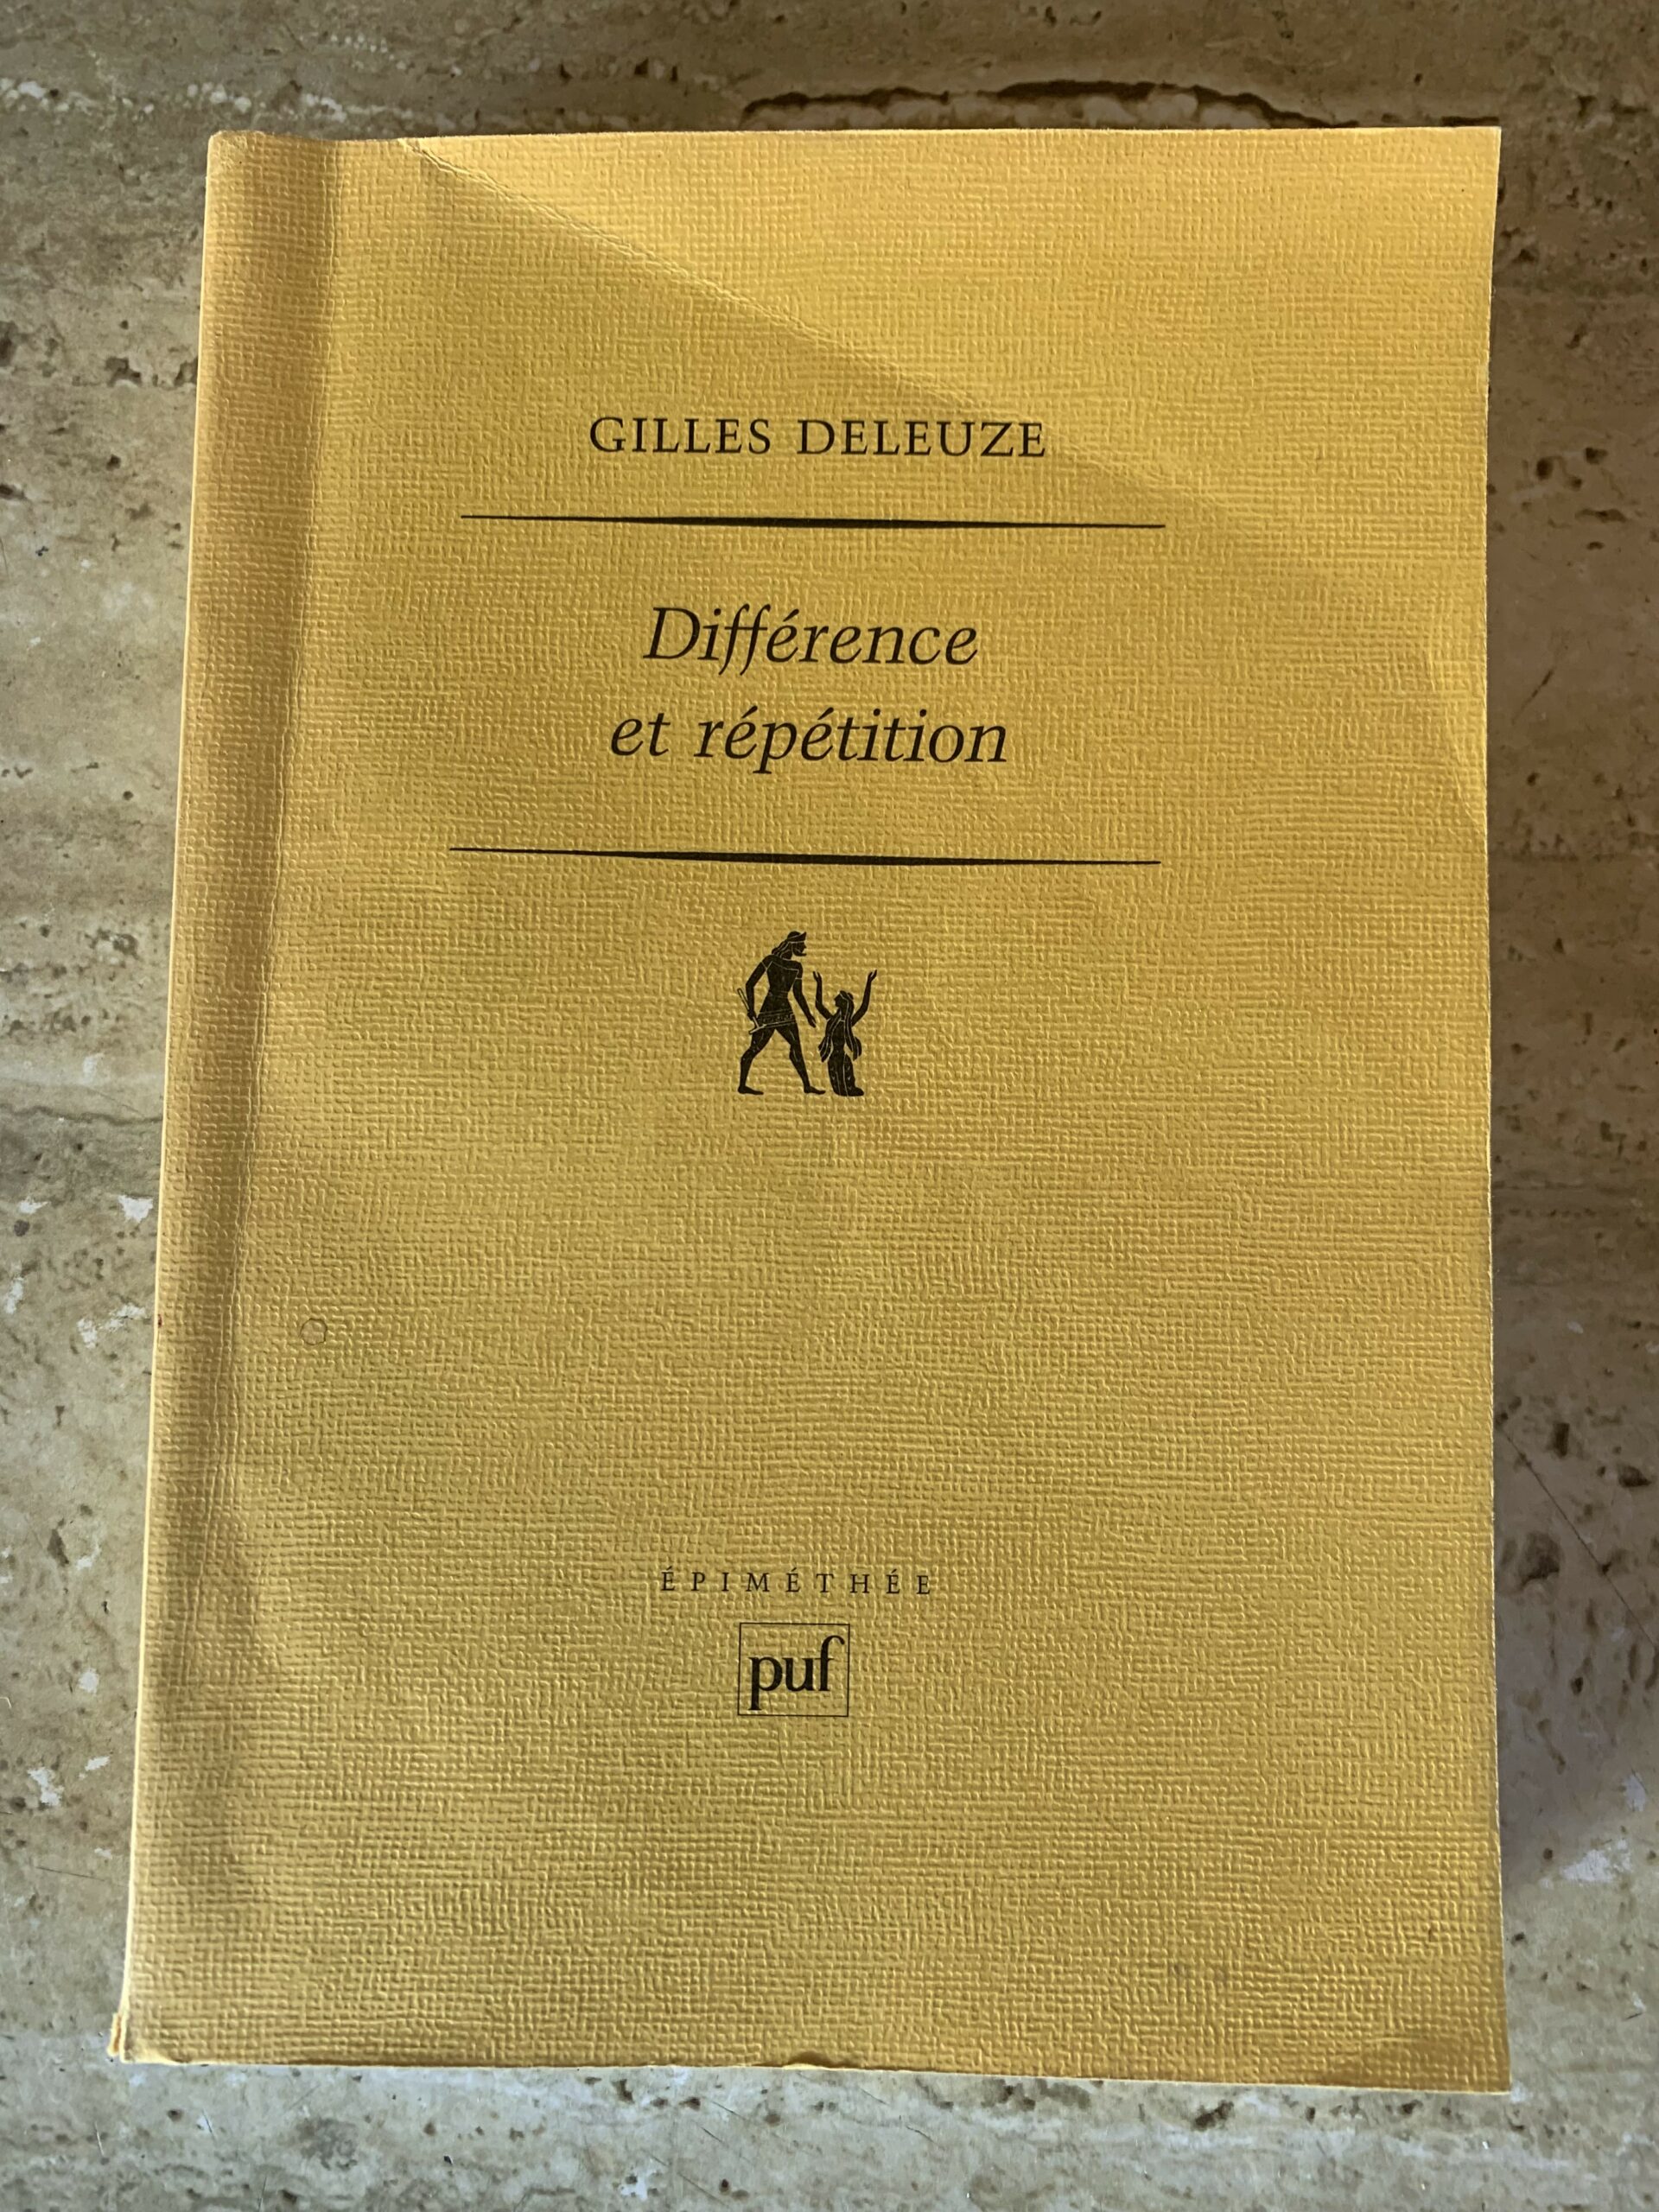 GILLES DELEUZE
Différence
et répétition
ÉPIMÉTHÉE
puf